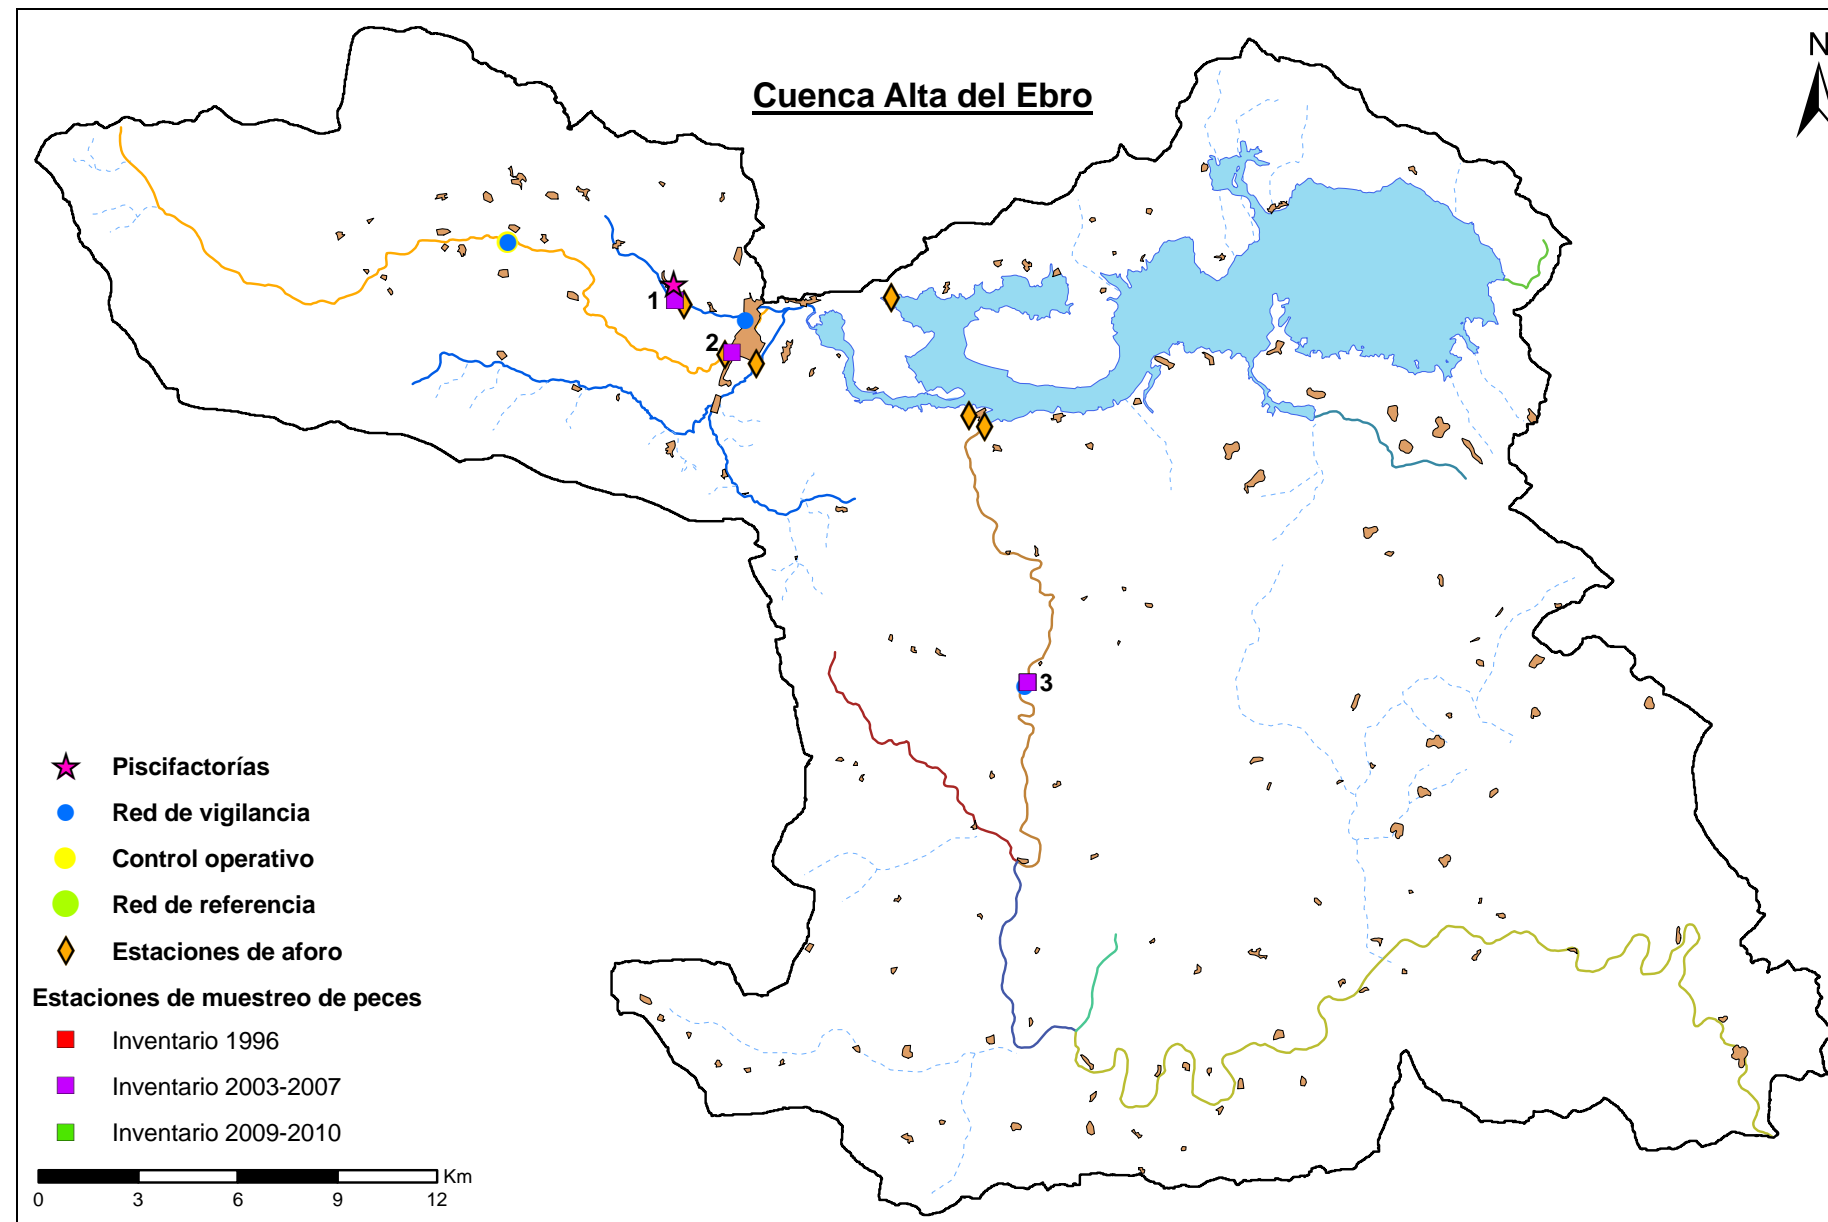 Cuenca Alta del Ebro
N
1
2
3
Piscifactorías
Red de vigilancia
Control operativo
Red de referencia
Estaciones de aforo
Estaciones de muestreo de peces
Inventario 1996
Inventario 2003-2007
Inventario 2009-2010
Km
0 3 6 9 12